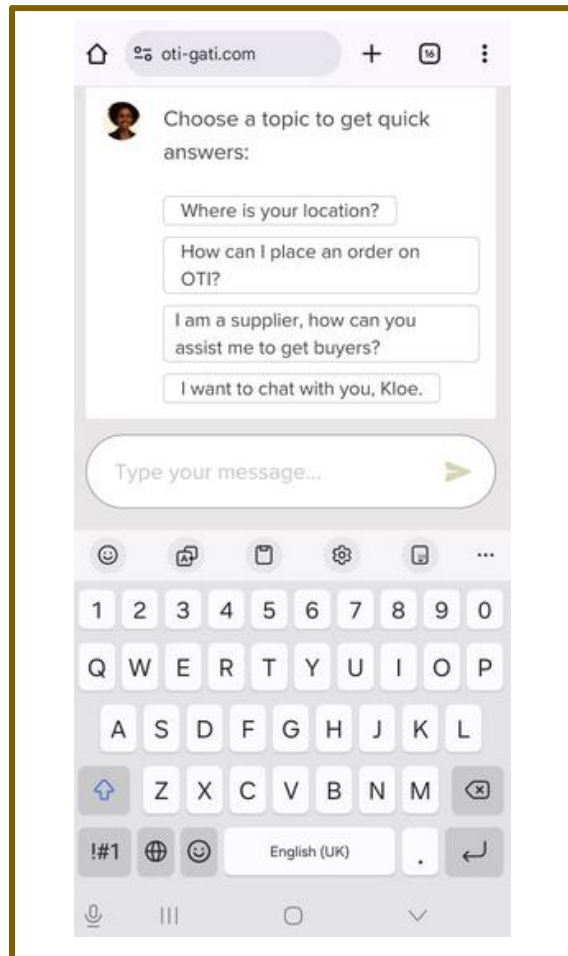 oti-gati.com
16
Choose a topic to get quick
answers:
Where is your location?
How can I place an order on
OTI?
I am a supplier, how can you
assist me to get buyers?
I want to chat with you, Kloe.
Type your message...
1 2 3 4 5 6 7 8 9 0
Q W E R T Y U I O P
A S D F G H J K L
Z X C V B N M
!#1 English (UK) .